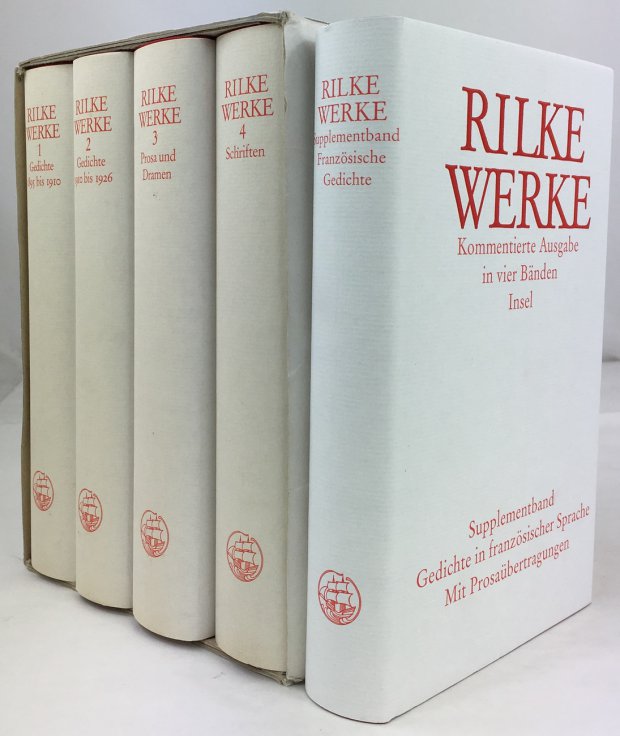 RILKE
WERKE
1
Gedichte
895 bis 1910
RILKE
WERKE
2
Gedichte
910 bis 1926
RILKE
WERKE
3
Prosa und
Dramen
RILKE
WERKE
4
Schriften
RILKE
WERKE
Supplementband
Französische
Gedichte
RILKE
WERKE
Kommentierte Ausgabe
in vier Bänden
Insel
Supplementband
Gedichte in französischer Sprache
Mit Prosaübertragungen